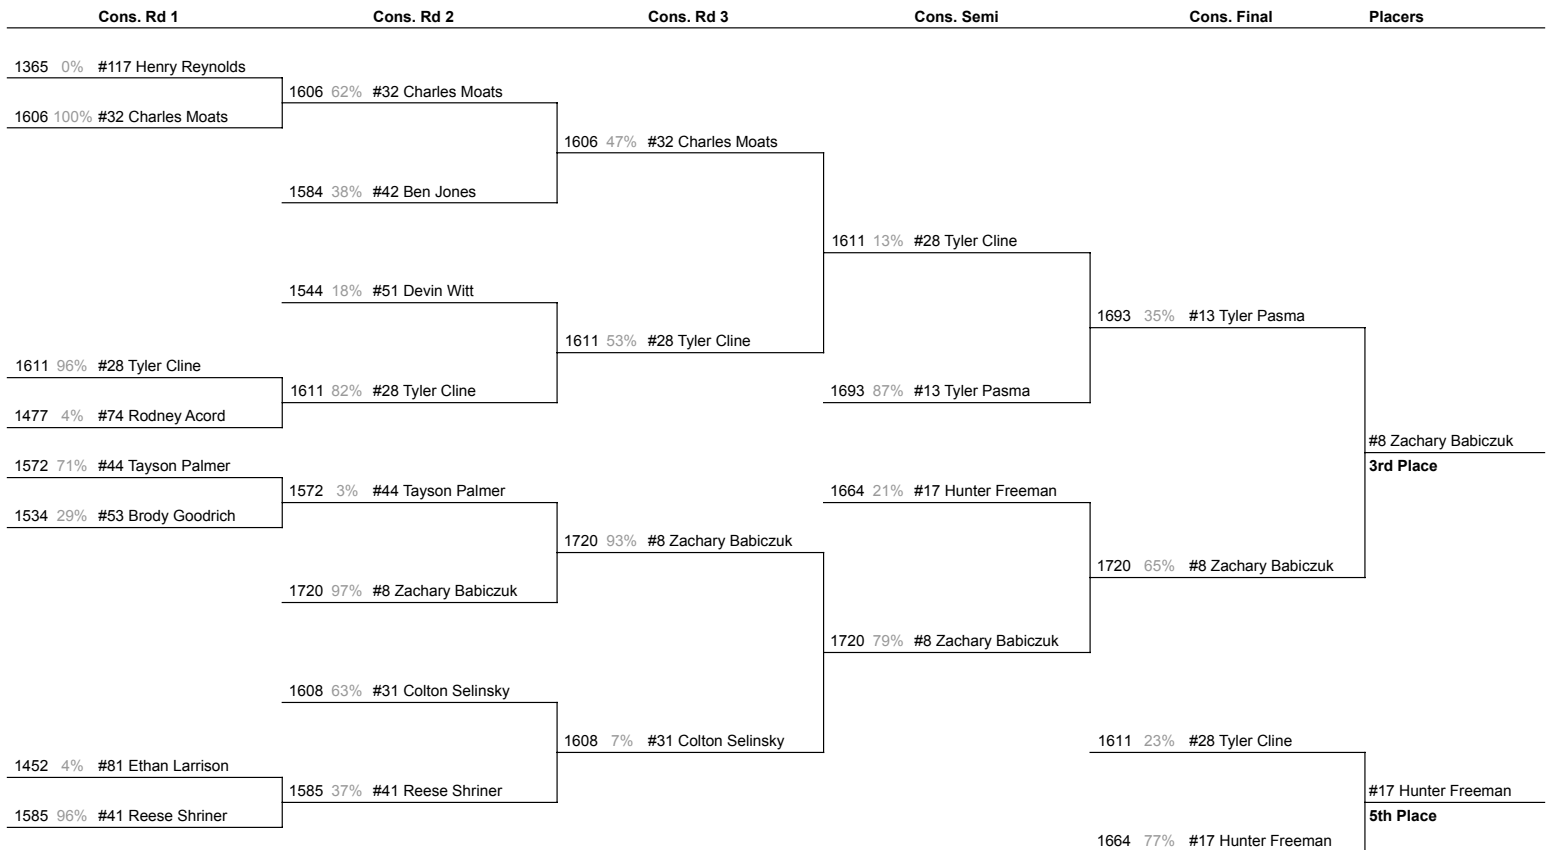 Cons. Rd 1 Cons. Rd 2 Cons. Rd 3 Cons. Semi Cons. Final Placers
1365 0% #117 Henry Reynolds
1606 62% #32 Charles Moats
1606 100% #32 Charles Moats
1606 47% #32 Charles Moats
1584 38% #42 Ben Jones
1611 13% #28 Tyler Cline
1544 18% #51 Devin Witt
1693 35% #13 Tyler Pasma
1611 53% #28 Tyler Cline
1611 96% #28 Tyler Cline
1611 82% #28 Tyler Cline 1693 87% #13 Tyler Pasma
1477 4% #74 Rodney Acord
#8 Zachary Babiczuk
1572 71% #44 Tayson Palmer 3rd Place
1572 3% #44 Tayson Palmer 1664 21% #17 Hunter Freeman
1534 29% #53 Brody Goodrich
1720 93% #8 Zachary Babiczuk
1720 65% #8 Zachary Babiczuk
1720 97% #8 Zachary Babiczuk
1720 79% #8 Zachary Babiczuk
1608 63% #31 Colton Selinsky
1608 7% #31 Colton Selinsky 1611 23% #28 Tyler Cline
1452 4% #81 Ethan Larrison
1585 37% #41 Reese Shriner #17 Hunter Freeman
1585 96% #41 Reese Shriner 5th Place
1664 77% #17 Hunter Freeman